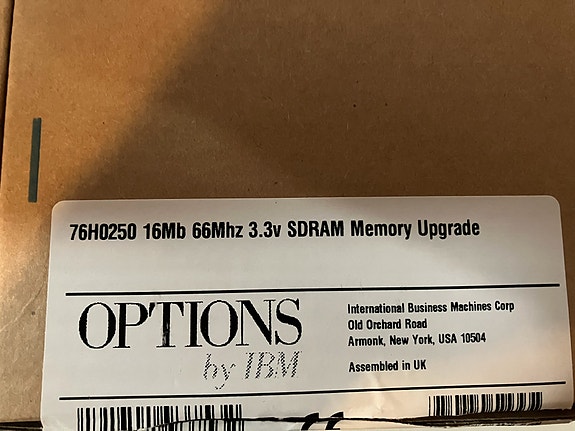 76H0250 16Mb 66Mhz 3.3v SDRAM Memory Upgrade
OPTIONS
by IBM
International Business Machines Corp
Old Orchard Road
Armonk, New York, USA 10504
Assembled in UK